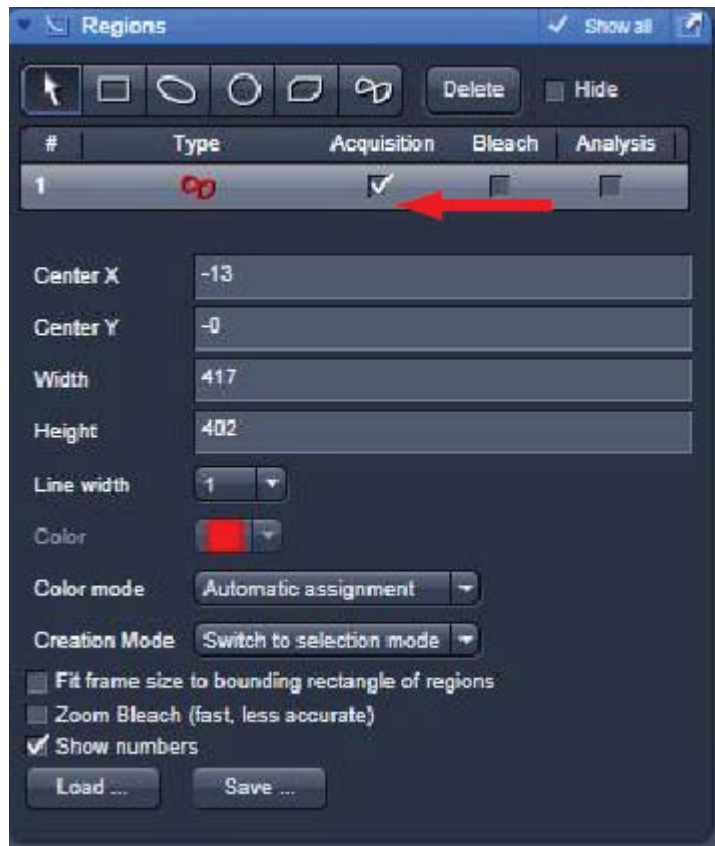 Regions Show all
Delete Hide
# Type Acquisition Bleach Analysis
1
Center X -13
Center Y -0
Width 417
Height 402
Line width 1
Color
Color mode Automatic assignment
Creation Mode Switch to selection mode
Fit frame size to bounding rectangle of regions
Zoom Bleach (fast, less accurate)
Show numbers
Load ... Save ...